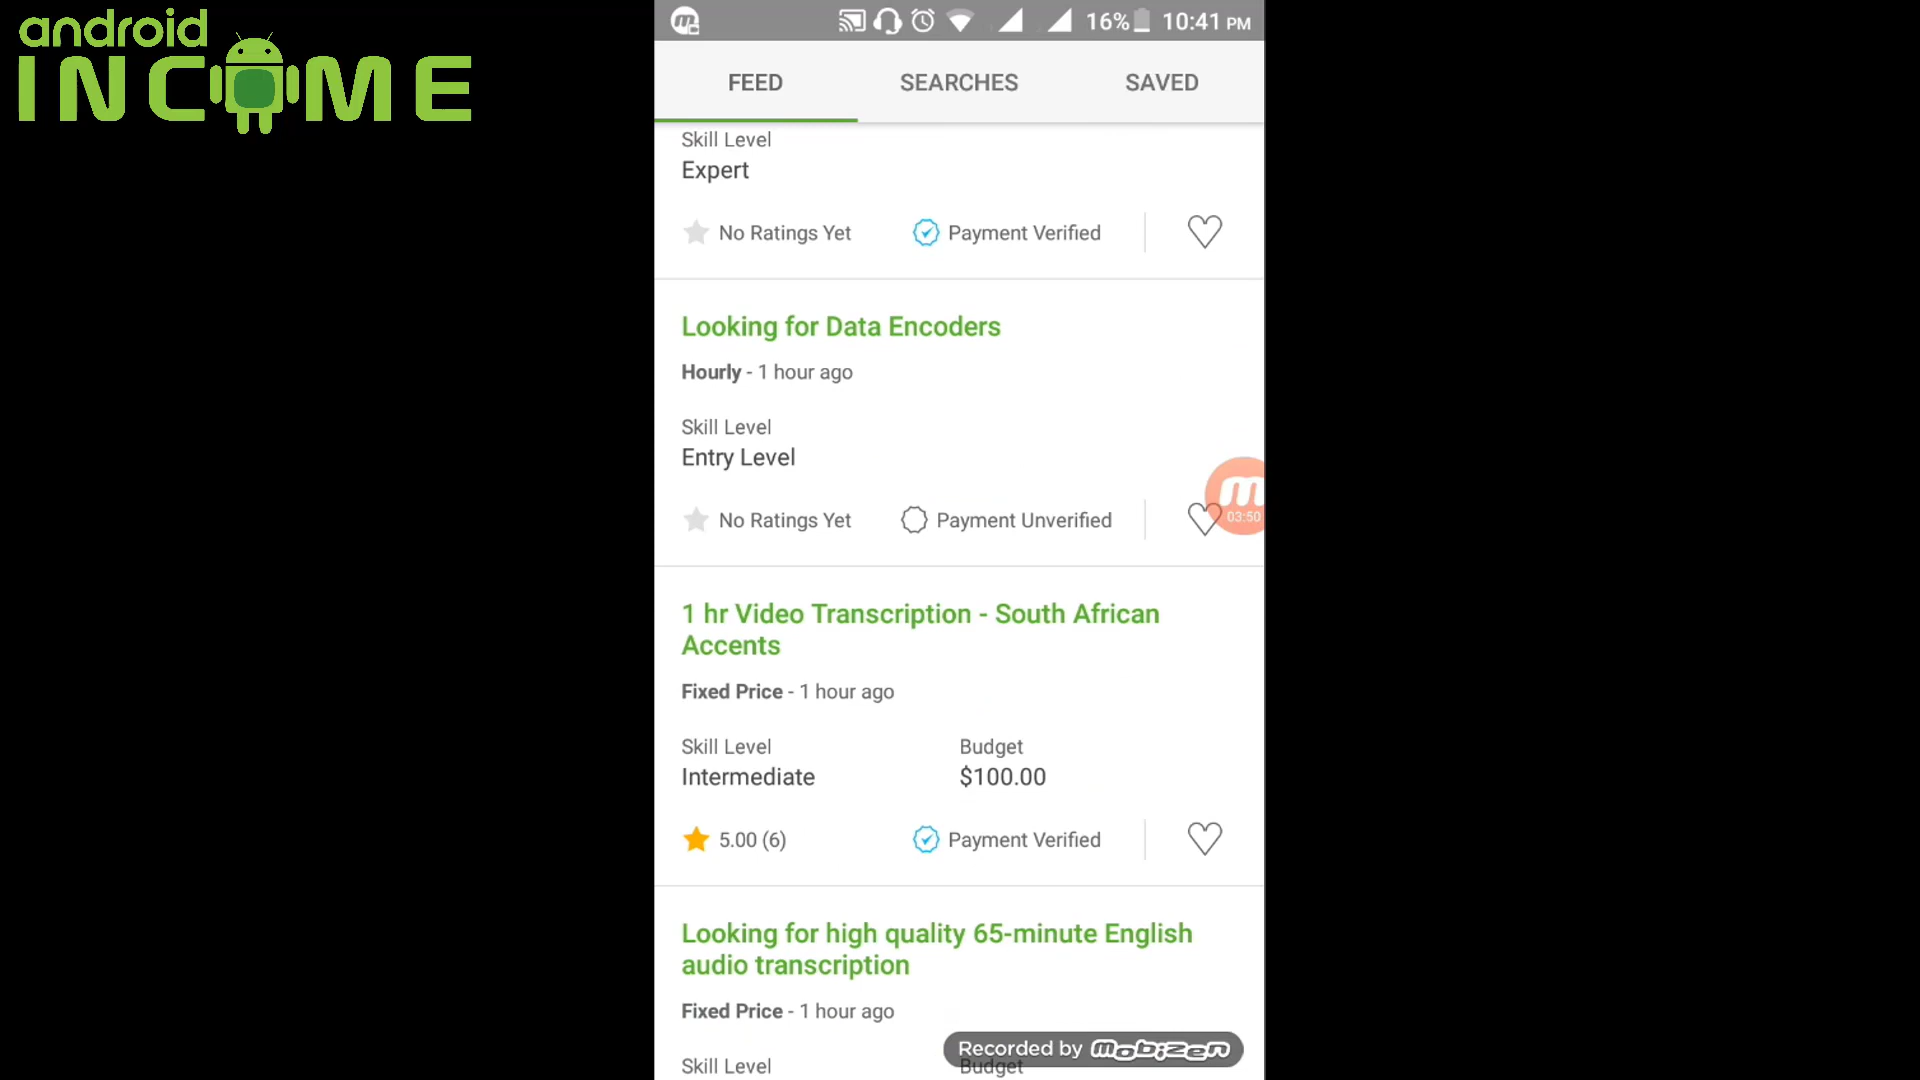 android
INCOME
16% 10:41 PM
FEED SEARCHES SAVED
Skill Level
Expert
No Ratings Yet Payment Verified
Looking for Data Encoders
Hourly - 1 hour ago
Skill Level
Entry Level
No Ratings Yet Payment Unverified
03:50
1 hr Video Transcription - South African
Accents
Fixed Price - 1 hour ago
Skill Level Budget
Intermediate $100.00
5.00 (6) Payment Verified
Looking for high quality 65-minute English
audio transcription
Fixed Price - 1 hour ago
Recorded by mobizen
Skill Level Budget